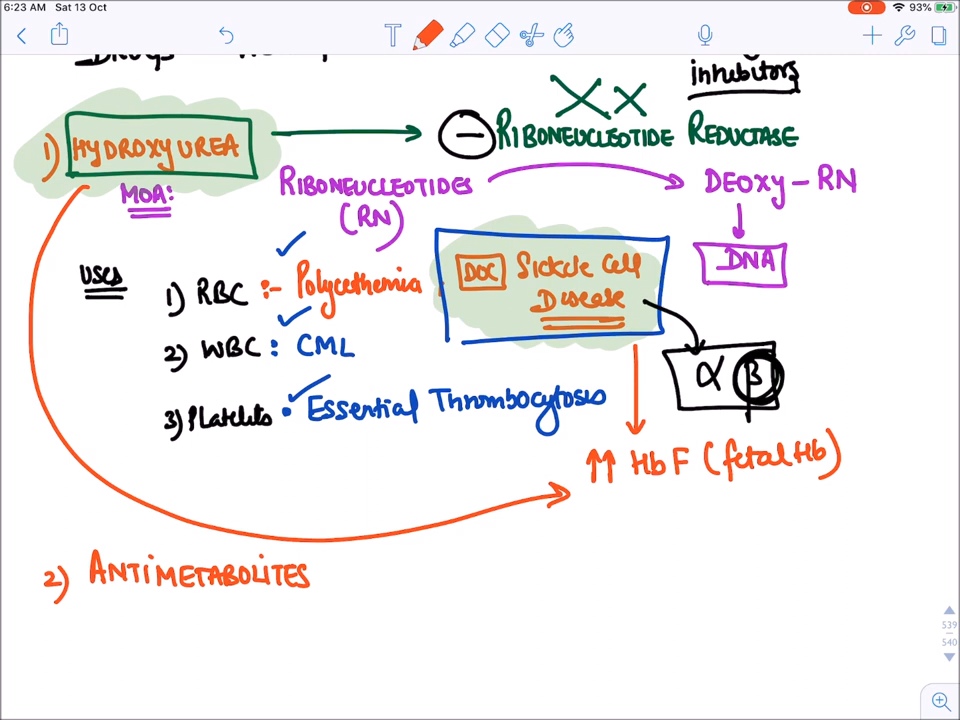 6:23 AM Sat 13 Oct
93%
inhibitors
1) HYDROXYUREA
− RIBONEUCLEOTIDE REDUCTASE
MOA:
RIBONEUCLEOTIDES
(RN)
DEOXY-RN
DNA
USES
1) RBC :- Polycethemia
DOC Sickle Cell
Disease
2) WBC : CML
α β
3) Platelets : Essential Thrombocytosis
↑↑ HbF (fetal Hb)
2) ANTIMETABOLITES
539
540